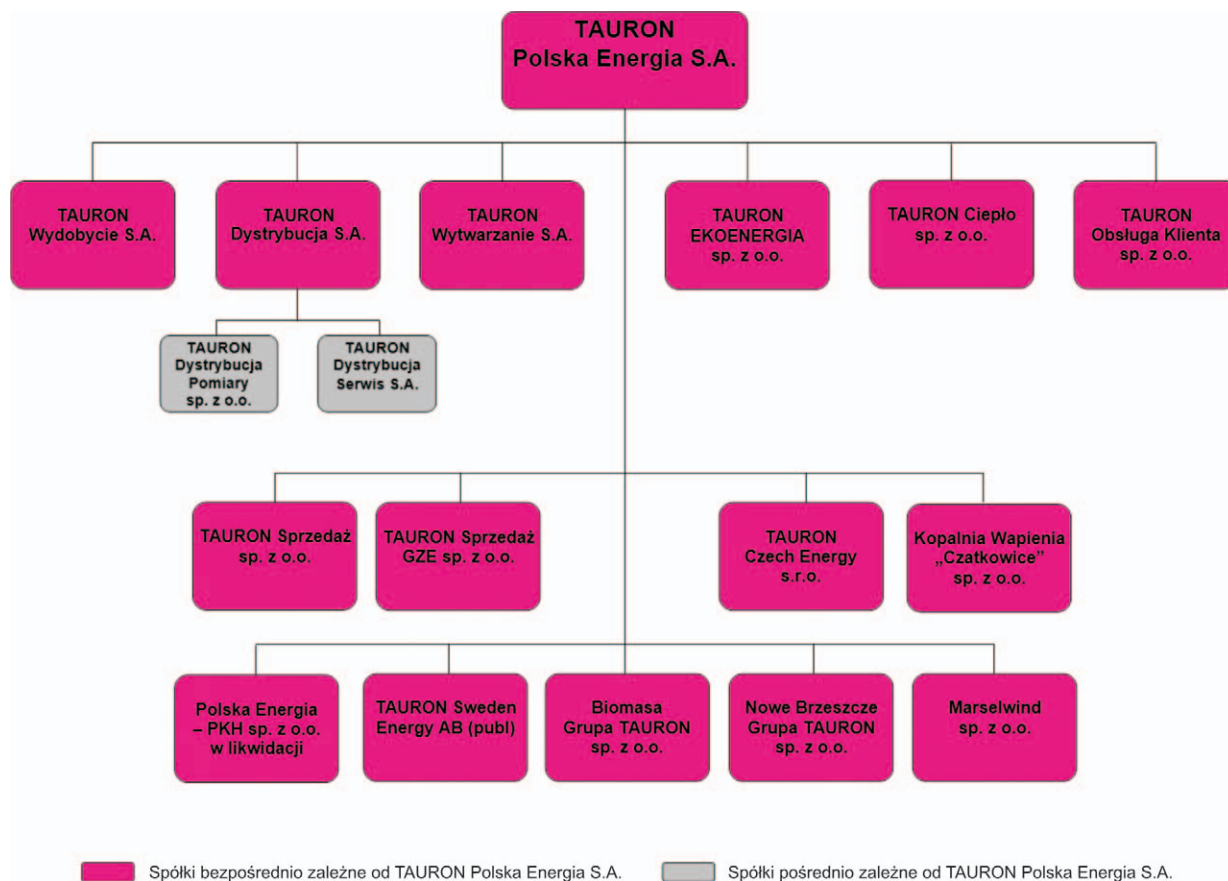 TAURON
Polska Energia S.A.
TAURON
Wydobycie S.A.
TAURON
Dystrybucja S.A.
TAURON
Wytwarzanie S.A.
TAURON
EKOENERGIA
sp. z o.o.
TAURON Ciepło
sp. z o.o.
TAURON
Obsługa Klienta
sp. z o.o.
TAURON
Dystrybucja
Pomiary
sp. z o.o.
TAURON
Dystrybucja
Serwis S.A.
TAURON Sprzedaż
sp. z o.o.
TAURON Sprzedaż
GZE sp. z o.o.
TAURON
Czech Energy
s.r.o.
Kopalnia Wapienia
„Czatkowice”
sp. z o.o.
Polska Energia
– PKH sp. z o.o.
w likwidacji
TAURON Sweden
Energy AB (publ)
Biomasa
Grupa TAURON
sp. z o.o.
Nowe Brzeszcze
Grupa TAURON
sp. z o.o.
Marselwind
sp. z o.o.
Spółki bezpośrednio zależne od TAURON Polska Energia S.A.
Spółki pośrednio zależne od TAURON Polska Energia S.A.